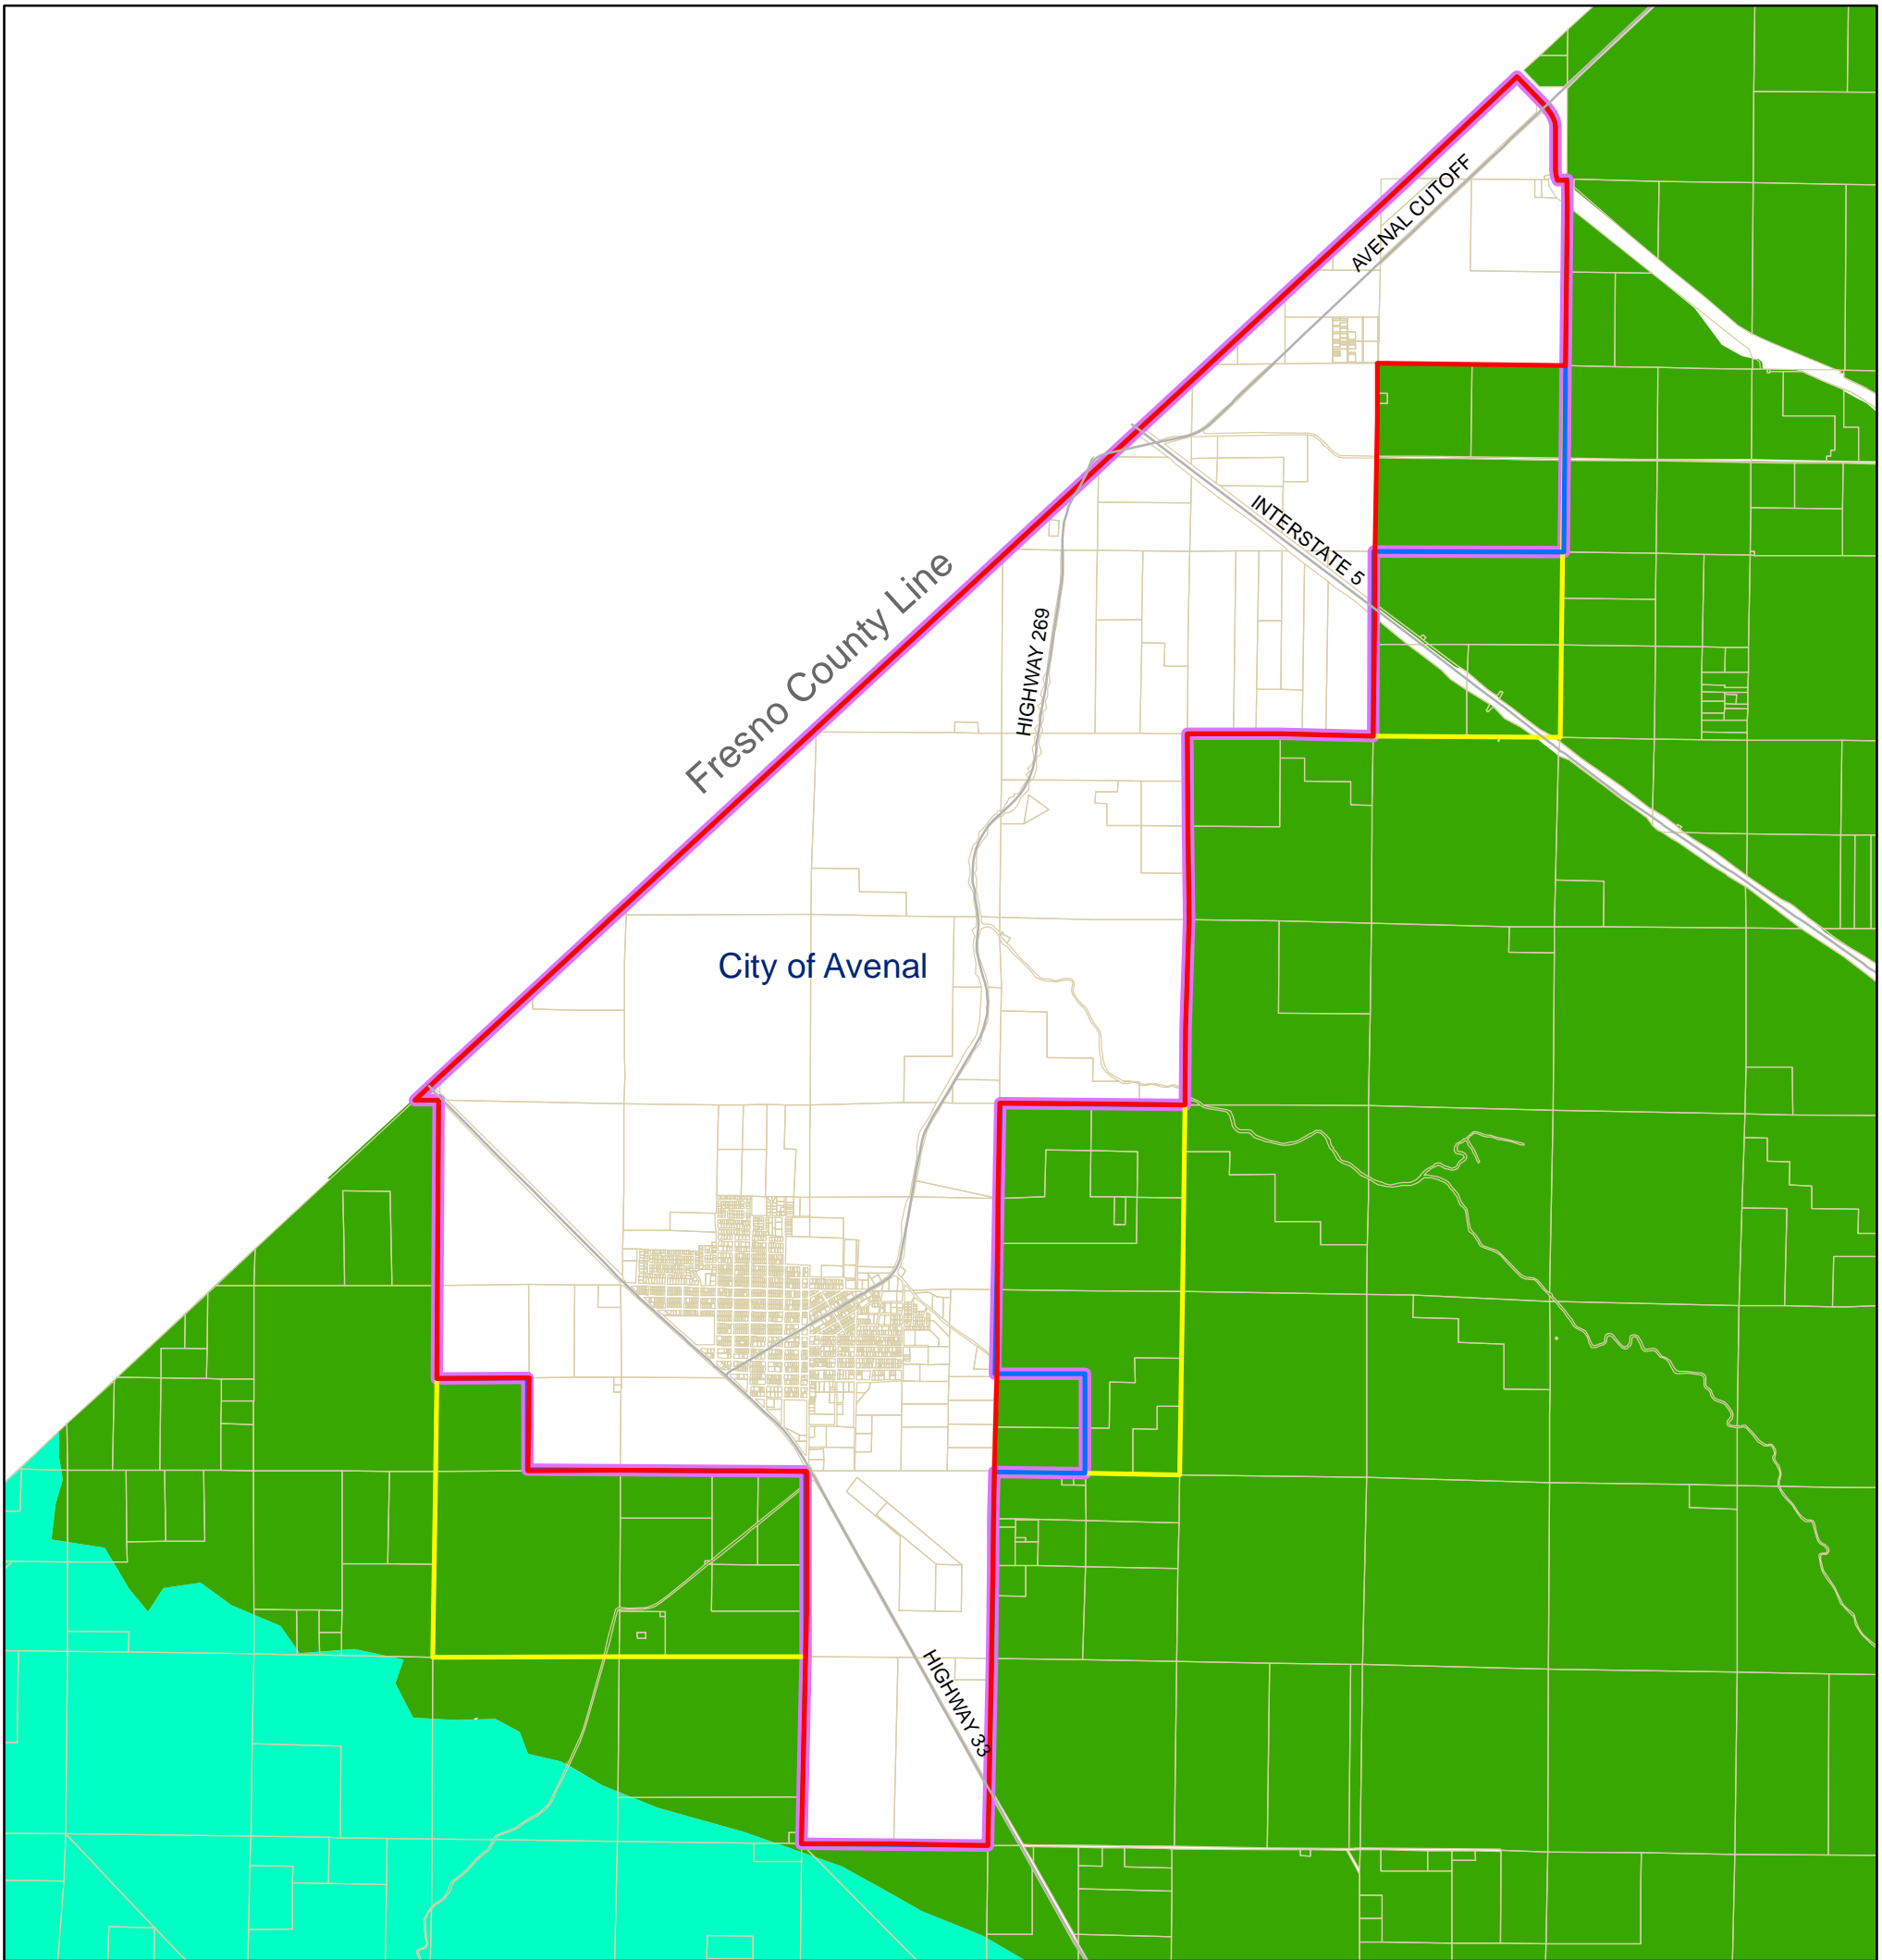 AVENAL CUTOFF
INTERSTATE 5
Fresno County Line
HIGHWAY 269
City of Avenal
HIGHWAY 33